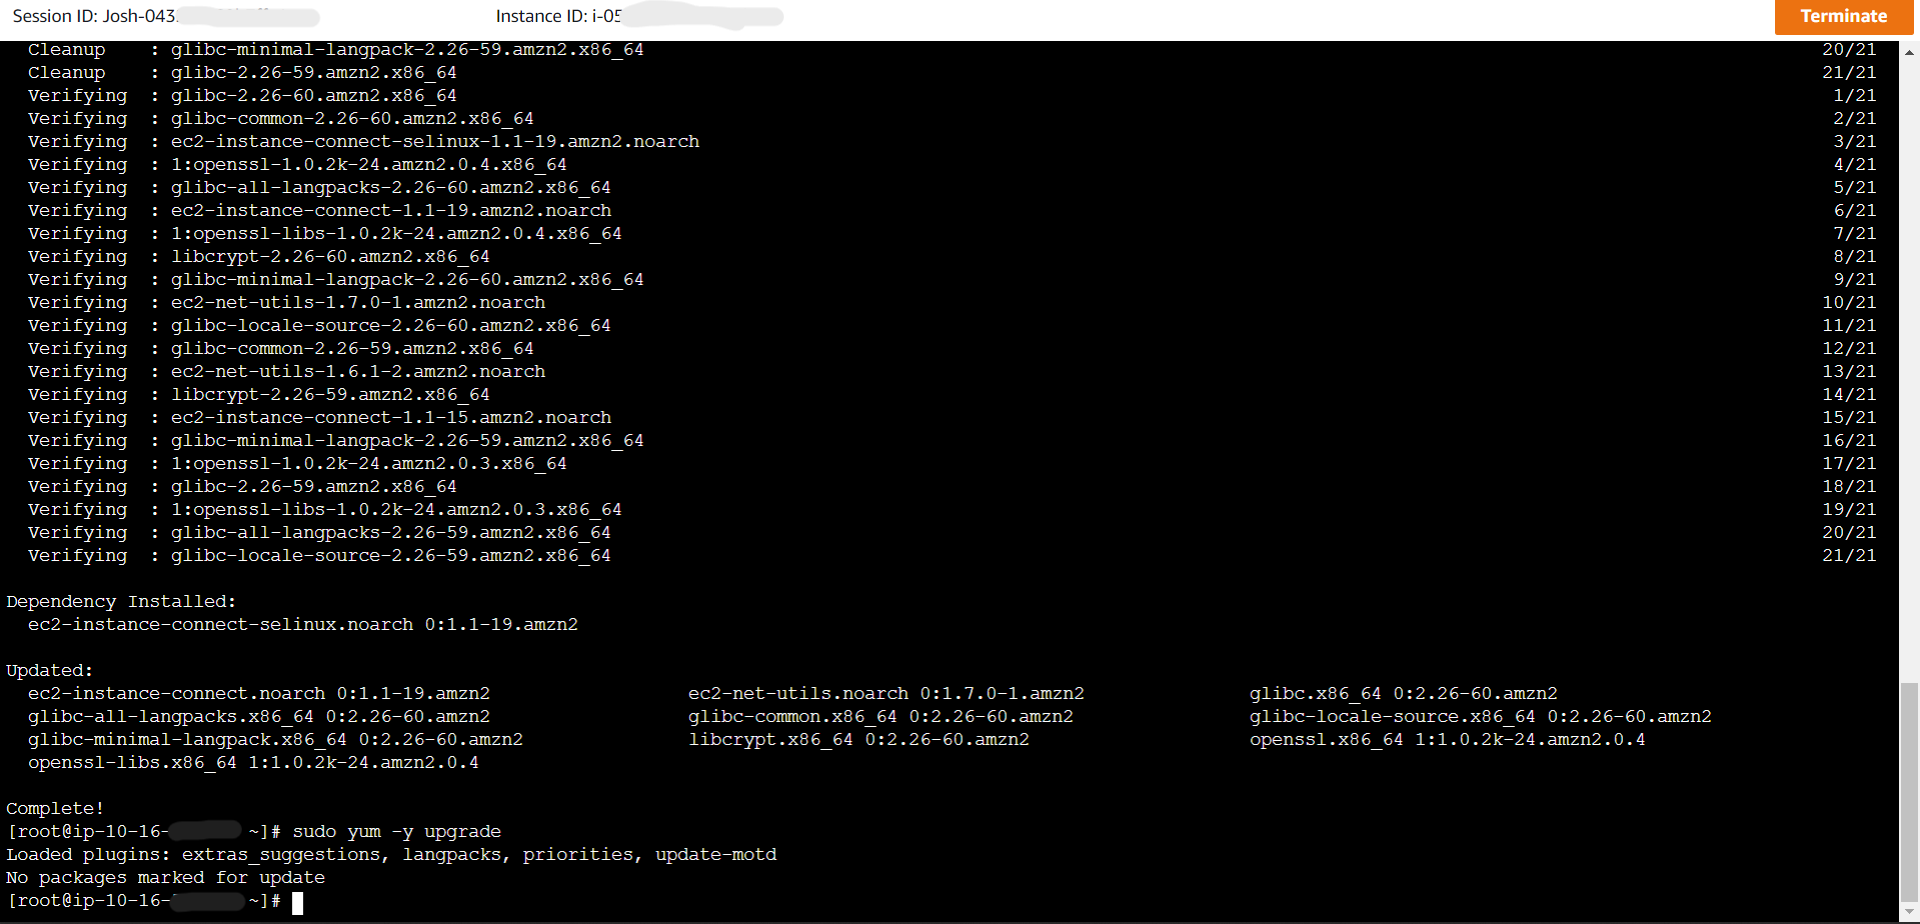 Session ID: Josh-043 Instance ID: i-05 Terminate
Cleanup : glibc-minimal-langpack-2.26-59.amzn2.x86_64 20/21
Cleanup : glibc-2.26-59.amzn2.x86_64 21/21
Verifying : glibc-2.26-60.amzn2.x86_64 1/21
Verifying : glibc-common-2.26-60.amzn2.x86_64 2/21
Verifying : ec2-instance-connect-selinux-1.1-19.amzn2.noarch 3/21
Verifying : 1:openssl-1.0.2k-24.amzn2.0.4.x86_64 4/21
Verifying : glibc-all-langpacks-2.26-60.amzn2.x86_64 5/21
Verifying : ec2-instance-connect-1.1-19.amzn2.noarch 6/21
Verifying : 1:openssl-libs-1.0.2k-24.amzn2.0.4.x86_64 7/21
Verifying : libcrypt-2.26-60.amzn2.x86_64 8/21
Verifying : glibc-minimal-langpack-2.26-60.amzn2.x86_64 9/21
Verifying : ec2-net-utils-1.7.0-1.amzn2.noarch 10/21
Verifying : glibc-locale-source-2.26-60.amzn2.x86_64 11/21
Verifying : glibc-common-2.26-59.amzn2.x86_64 12/21
Verifying : ec2-net-utils-1.6.1-2.amzn2.noarch 13/21
Verifying : libcrypt-2.26-59.amzn2.x86_64 14/21
Verifying : ec2-instance-connect-1.1-15.amzn2.noarch 15/21
Verifying : glibc-minimal-langpack-2.26-59.amzn2.x86_64 16/21
Verifying : 1:openssl-1.0.2k-24.amzn2.0.3.x86_64 17/21
Verifying : glibc-2.26-59.amzn2.x86_64 18/21
Verifying : 1:openssl-libs-1.0.2k-24.amzn2.0.3.x86_64 19/21
Verifying : glibc-all-langpacks-2.26-59.amzn2.x86_64 20/21
Verifying : glibc-locale-source-2.26-59.amzn2.x86_64 21/21
Dependency Installed:
ec2-instance-connect-selinux.noarch 0:1.1-19.amzn2
Updated:
ec2-instance-connect.noarch 0:1.1-19.amzn2 ec2-net-utils.noarch 0:1.7.0-1.amzn2 glibc.x86_64 0:2.26-60.amzn2
glibc-all-langpacks.x86_64 0:2.26-60.amzn2 glibc-common.x86_64 0:2.26-60.amzn2 glibc-locale-source.x86_64 0:2.26-60.amzn2
glibc-minimal-langpack.x86_64 0:2.26-60.amzn2 libcrypt.x86_64 0:2.26-60.amzn2 openssl.x86_64 1:1.0.2k-24.amzn2.0.4
openssl-libs.x86_64 1:1.0.2k-24.amzn2.0.4
Complete!
[root@ip-10-16- ~]# sudo yum -y upgrade
Loaded plugins: extras_suggestions, langpacks, priorities, update-motd
No packages marked for update
[root@ip-10-16- ~]#